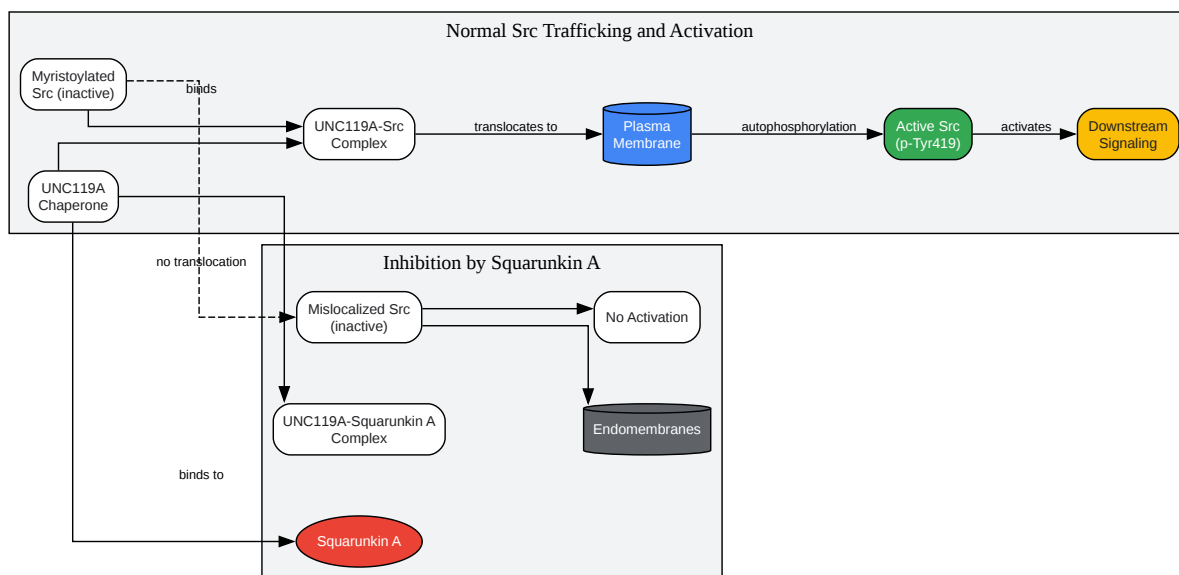 Normal Src Trafficking and Activation
Myristoylated
Src (inactive)
binds
UNC119A-Src
Complex
translocates to
Plasma
Membrane
autophosphorylation
Active Src
(p-Tyr419)
activates
Downstream
Signaling
UNC119A
Chaperone
no translocation
Inhibition by Squarunkin A
Mislocalized Src
(inactive)
No Activation
UNC119A-Squarunkin A
Complex
Endomembranes
binds to
Squarunkin A